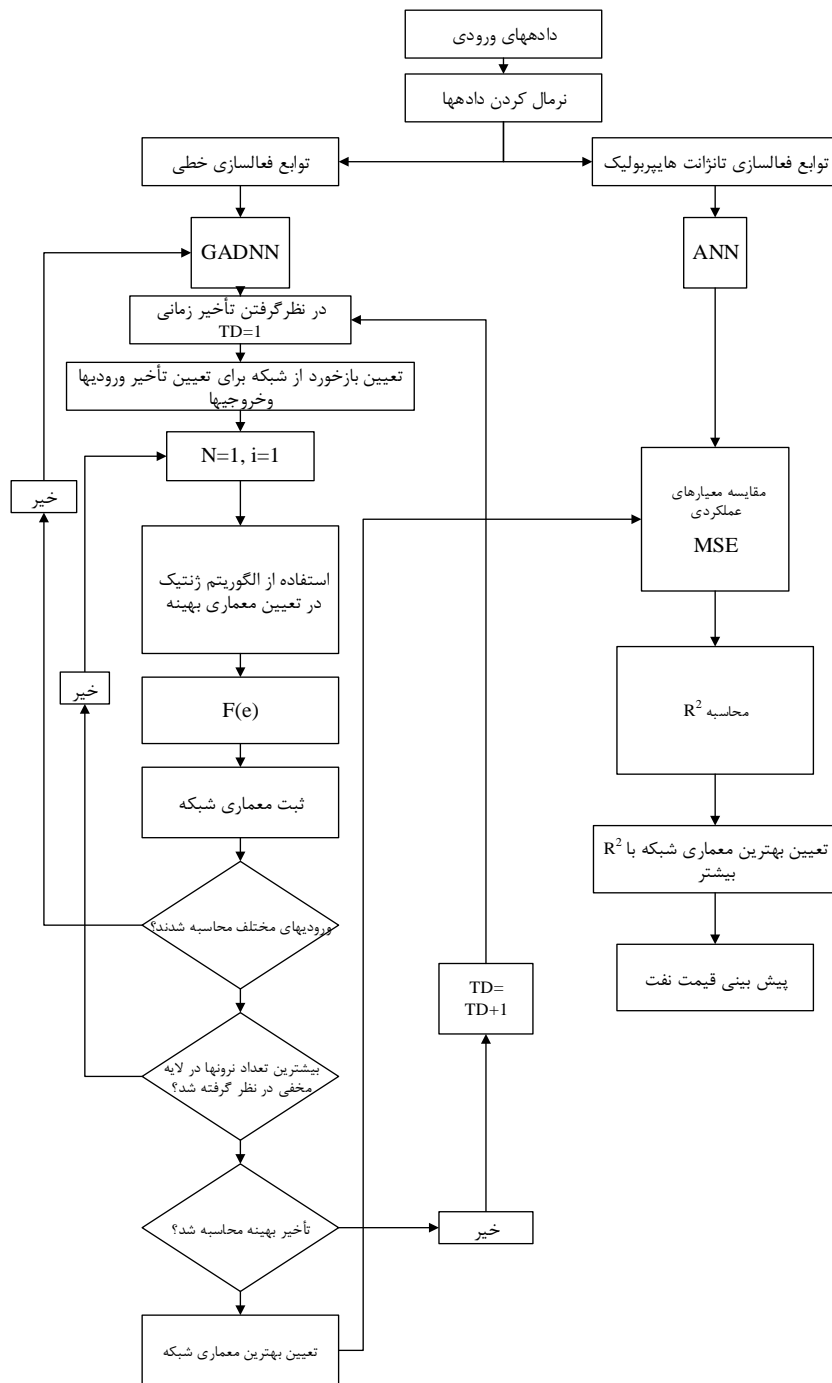 دادههای ورودی
نرمال کردن دادهها
توابع فعالسازی تانژانت هایپربولیک
توابع فعالسازی خطی
ANN
GADNN
در نظرگرفتن تأخیر زمانی
TD=1
تعیین بازخورد از شبکه برای تعیین تأخیر ورودیها
وخروجیها
N=1, i=1
خیر
مقایسه معیارهای
عملکردی
MSE
استفاده از الگوریتم ژنتیک
در تعیین معماری بهینه
خیر
F(e)
محاسبه R²
ثبت معماری شبکه
تعیین بهترین معماری شبکه با R²
بیشتر
ورودیهای مختلف محاسبه شدند؟
پیش بینی قیمت نفت
TD=
TD+1
بیشترین تعداد نرونها در لایه
مخفی در نظر گرفته شد؟
تأخیر بهینه محاسبه شد؟
خیر
تعیین بهترین معماری شبکه